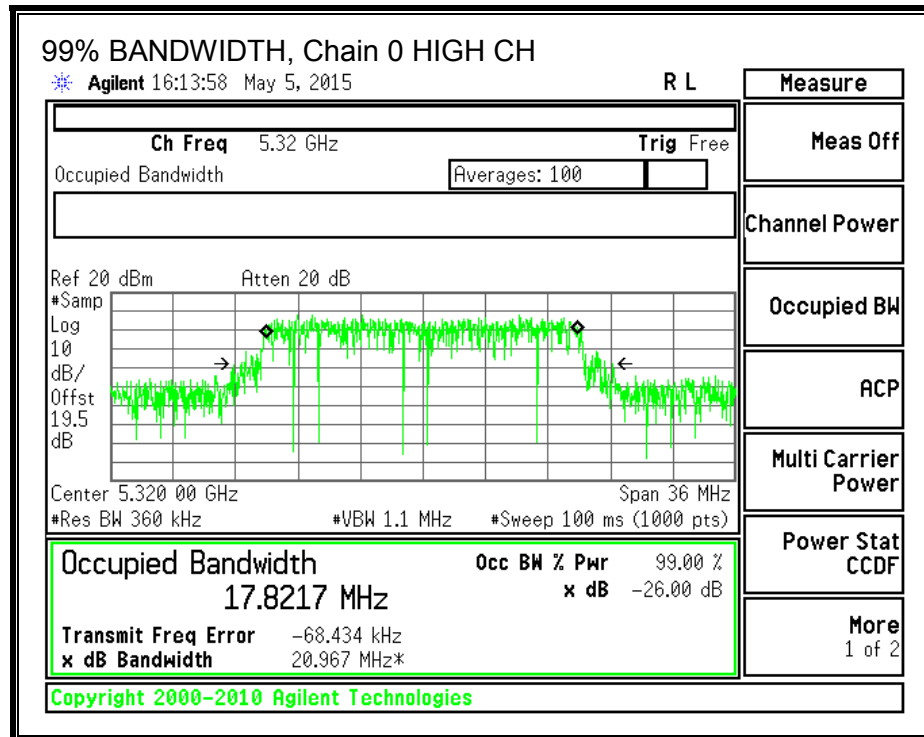 99% BANDWIDTH, Chain 0 HIGH CH
Agilent 16:13:58 May 5, 2015 R L
Measure
Ch Freq 5.32 GHz Trig Free
Meas Off
Occupied Bandwidth Averages: 100
Channel Power
Ref 20 dBm Atten 20 dB
#Samp
Log
10
dB/
Offst
19.5
dB
Occupied BW
ACP
Center 5.320 00 GHz Span 36 MHz
#Res BW 360 kHz #VBW 1.1 MHz #Sweep 100 ms (1000 pts)
Multi Carrier
Power
Occupied Bandwidth Occ BW % Pwr 99.00 %
17.8217 MHz x dB -26.00 dB
Power Stat
CCDF
Transmit Freq Error -68.434 kHz
x dB Bandwidth 20.967 MHz*
More
1 of 2
Copyright 2000-2010 Agilent Technologies